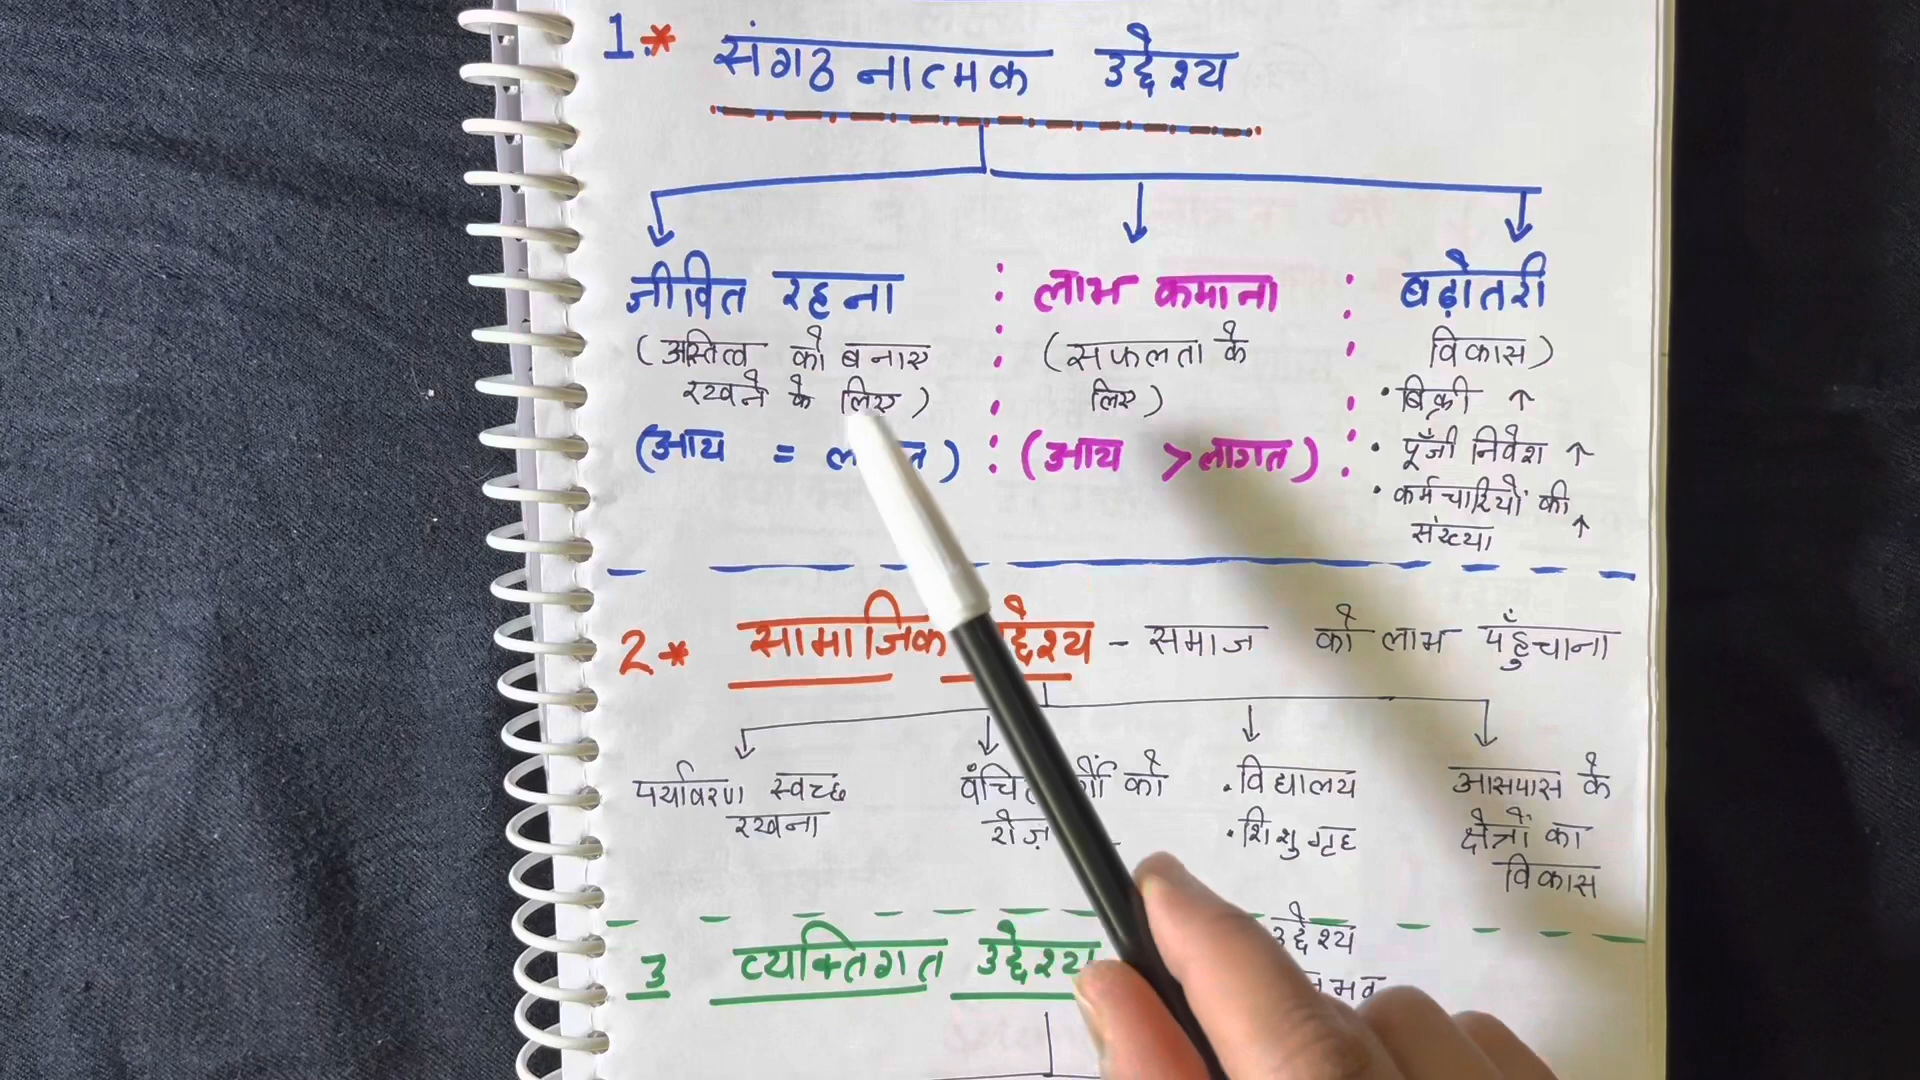 1.* संगठनात्मक उद्देश्य
जीवित रहना
(अस्तित्व को बनाए
रखने के लिए)
(आय =
लाभ कमाना
(सफलता के
लिए)
(आय > लागत)
बढ़ोतरी
विकास)
• बिक्री ↑
• पूँजी निवेश ↑
• कर्मचारियों की
संख्या ↑
2* सामाजिक उद्देश्य - समाज को लाभ पहुँचाना
पर्यावरण स्वच्छ
रखना
को
• विद्यालय
• शिशु गृह
आसपास के
क्षेत्रों का
विकास
3 व्यक्तिगत उद्देश्य
उद्देश्य